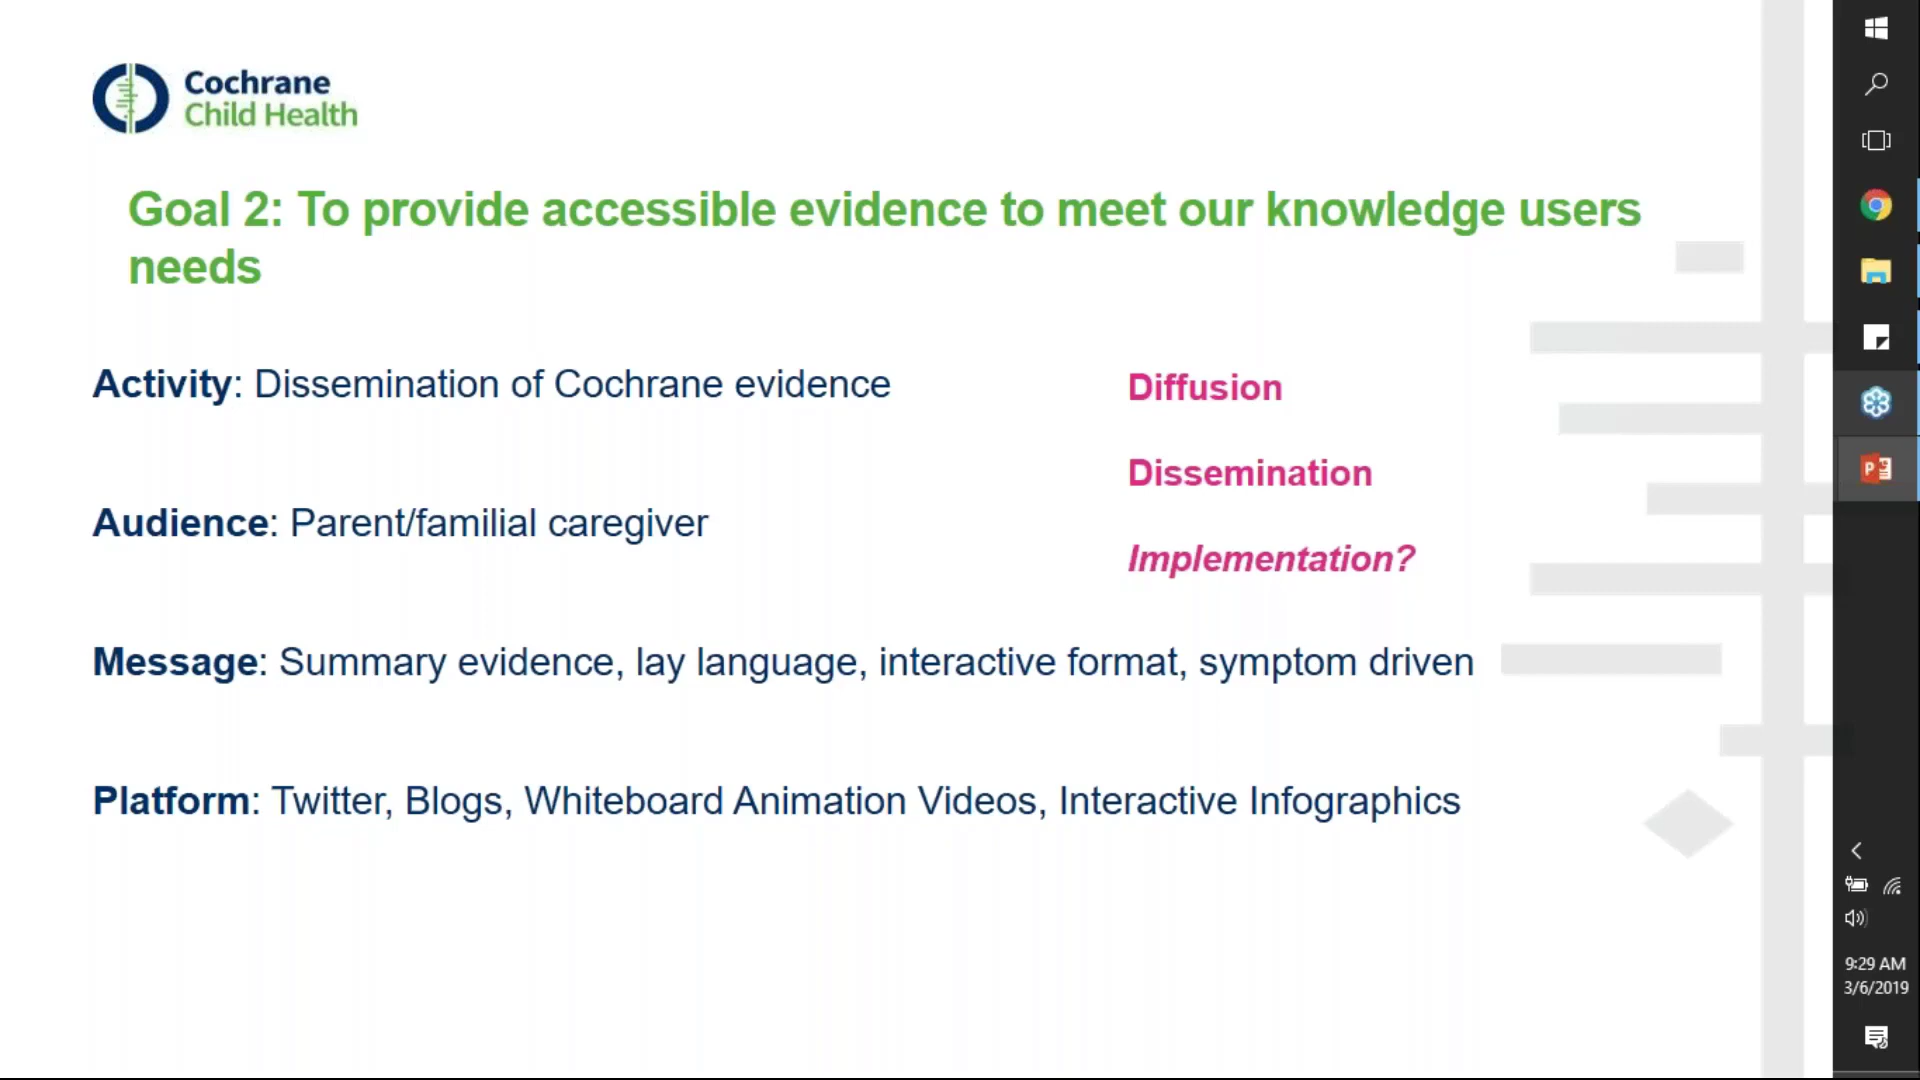 Cochrane
Child Health
Goal 2: To provide accessible evidence to meet our knowledge users
needs
Activity: Dissemination of Cochrane evidence
Diffusion
Dissemination
Audience: Parent/familial caregiver
Implementation?
Message: Summary evidence, lay language, interactive format, symptom driven
Platform: Twitter, Blogs, Whiteboard Animation Videos, Interactive Infographics
9:29 AM
3/6/2019